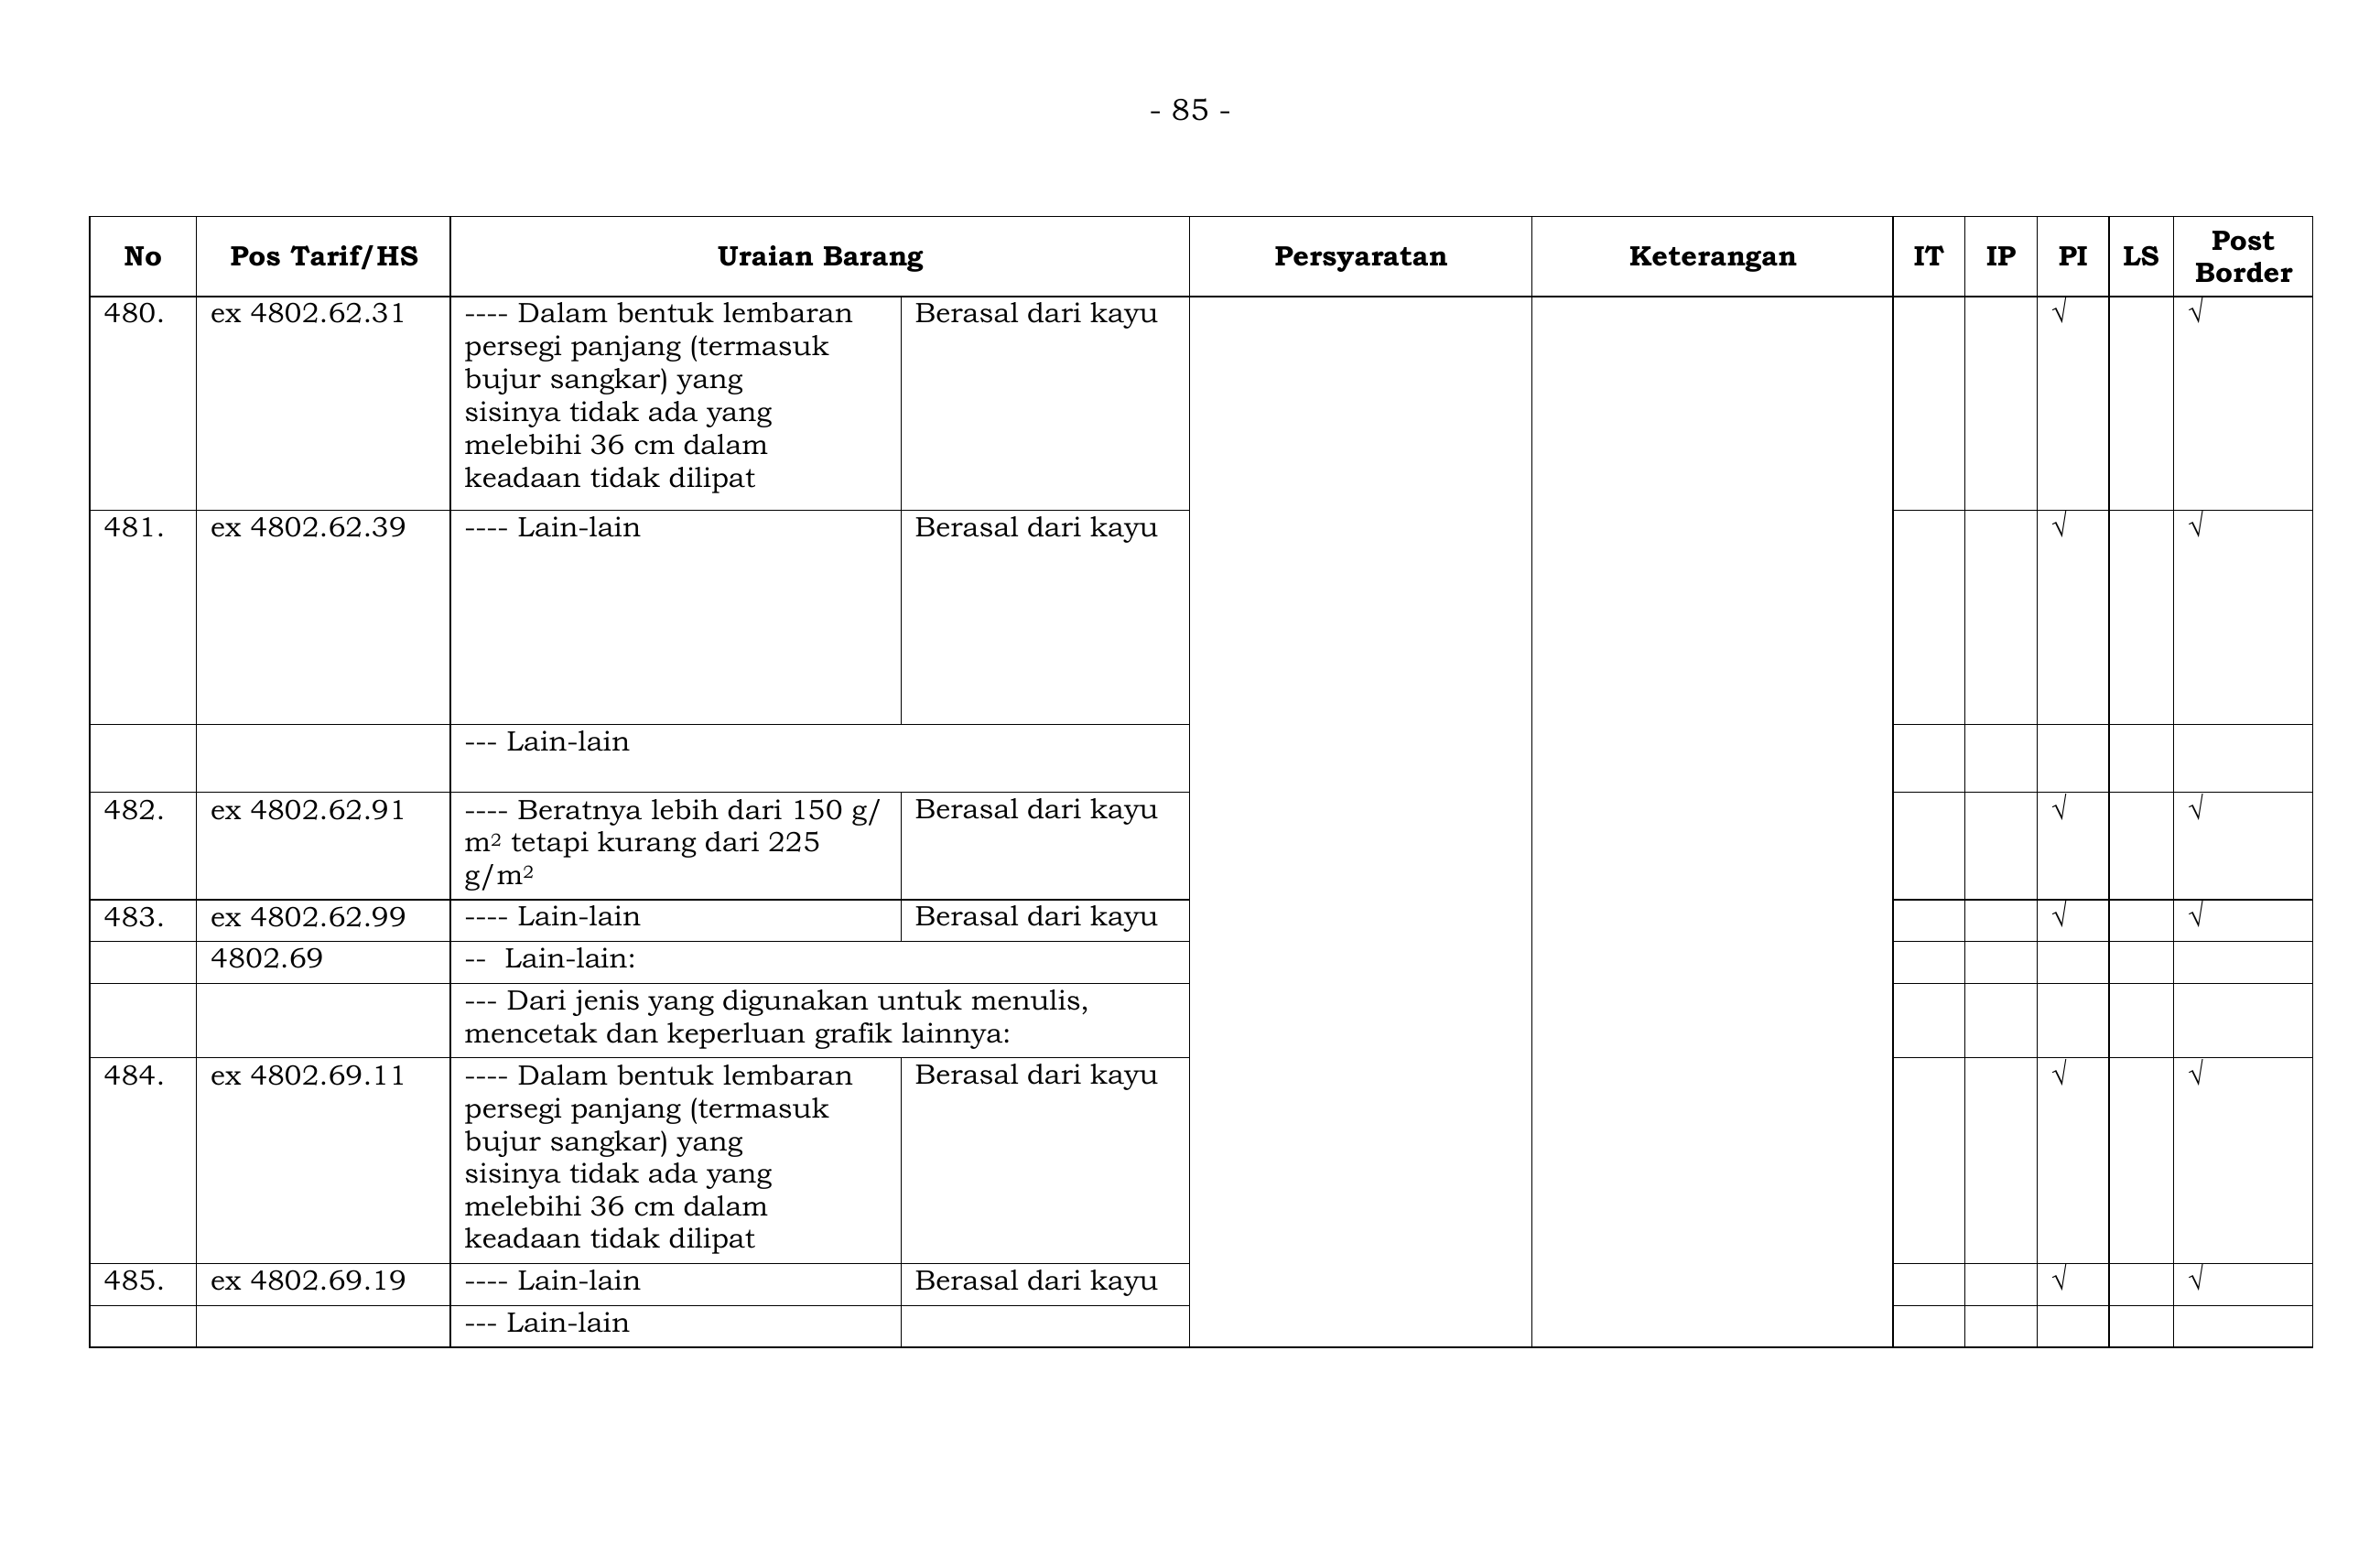 - 85 -
No Pos Tarif/HS Uraian Barang Persyaratan Keterangan IT IP PI LS Post Border
480. ex 4802.62.31 ---- Dalam bentuk lembaran Berasal dari kayu √ √
persegi panjang (termasuk
bujur sangkar) yang
sisinya tidak ada yang
melebihi 36 cm dalam
keadaan tidak dilipat
481. ex 4802.62.39 ---- Lain-lain Berasal dari kayu √ √
--- Lain-lain
482. ex 4802.62.91 ---- Beratnya lebih dari 150 g/ Berasal dari kayu √ √
m² tetapi kurang dari 225
g/m²
483. ex 4802.62.99 ---- Lain-lain Berasal dari kayu √ √
4802.69 -- Lain-lain:
--- Dari jenis yang digunakan untuk menulis,
mencetak dan keperluan grafik lainnya:
484. ex 4802.69.11 ---- Dalam bentuk lembaran Berasal dari kayu √ √
persegi panjang (termasuk
bujur sangkar) yang
sisinya tidak ada yang
melebihi 36 cm dalam
keadaan tidak dilipat
485. ex 4802.69.19 ---- Lain-lain Berasal dari kayu √ √
--- Lain-lain